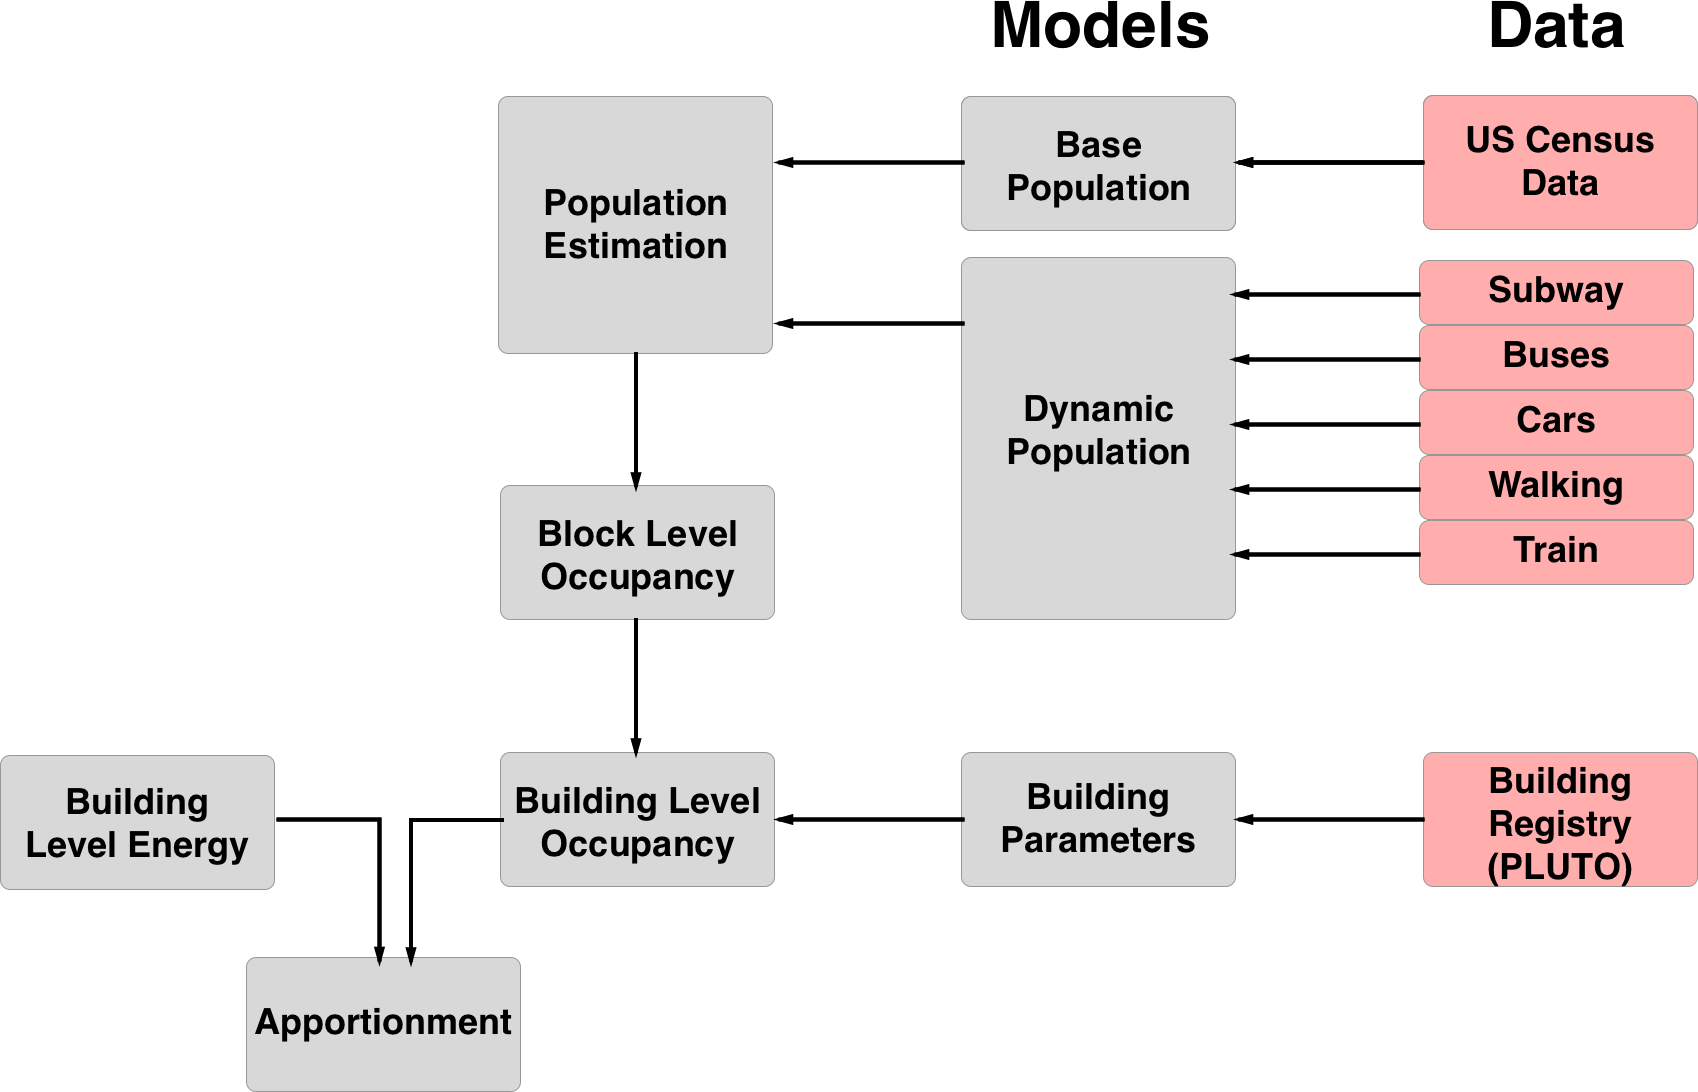 Models
Data
Population
Estimation
Base
Population
US Census
Data
Dynamic
Population
Subway
Buses
Cars
Walking
Train
Block Level
Occupancy
Building
Level Energy
Building Level
Occupancy
Building
Parameters
Building
Registry
(PLUTO)
Apportionment